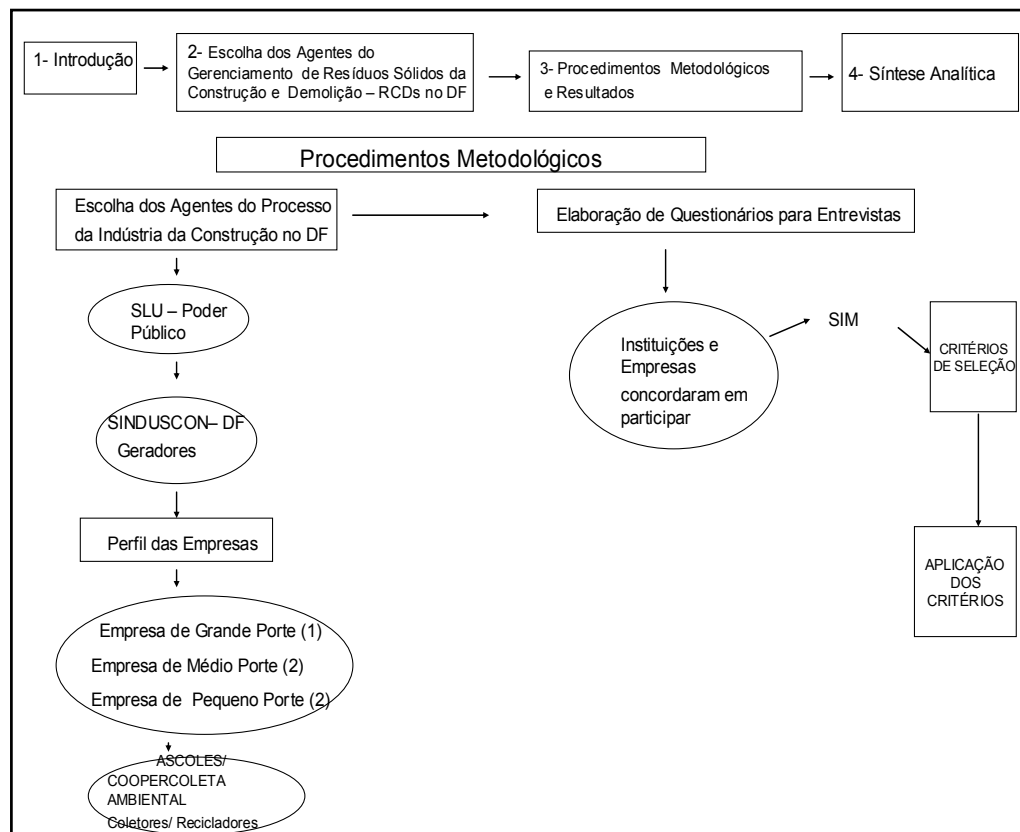 1- Introdução
2- Escolha dos Agentes do
Gerenciamento de Resíduos Sólidos da
Construção e Demolição – RCDs no DF
3- Procedimentos Metodológicos
e Resultados
4- Síntese Analítica
Procedimentos Metodológicos
Escolha dos Agentes do Processo
da Indústria da Construção no DF
SLU – Poder
Público
SINDUSCON– DF
Geradores
Perfil das Empresas
Empresa de Grande Porte (1)
Empresa de Médio Porte (2)
Empresa de Pequeno Porte (2)
ASCOLES/
COOPERCOLETA
AMBIENTAL
Coletores/ Recicladores
Elaboração de Questionários para Entrevistas
Instituições e
Empresas
concordaram em
participar
SIM
CRITÉRIOS
DE SELEÇÃO
APLICAÇÃO
DOS
CRITÉRIOS